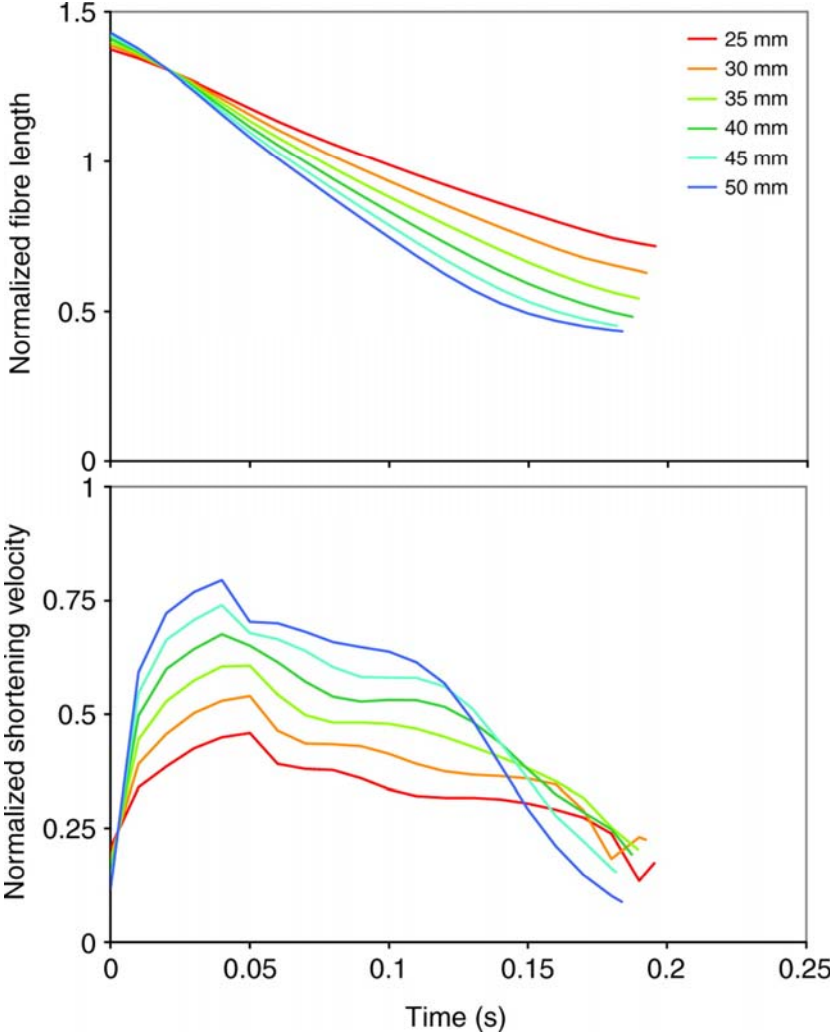 Normalized fibre length
1.5
1
0.5
0
25 mm
30 mm
35 mm
40 mm
45 mm
50 mm
Normalized shortening velocity
1
0.75
0.5
0.25
0
0
0.05
0.1
0.15
0.2
0.25
Time (s)